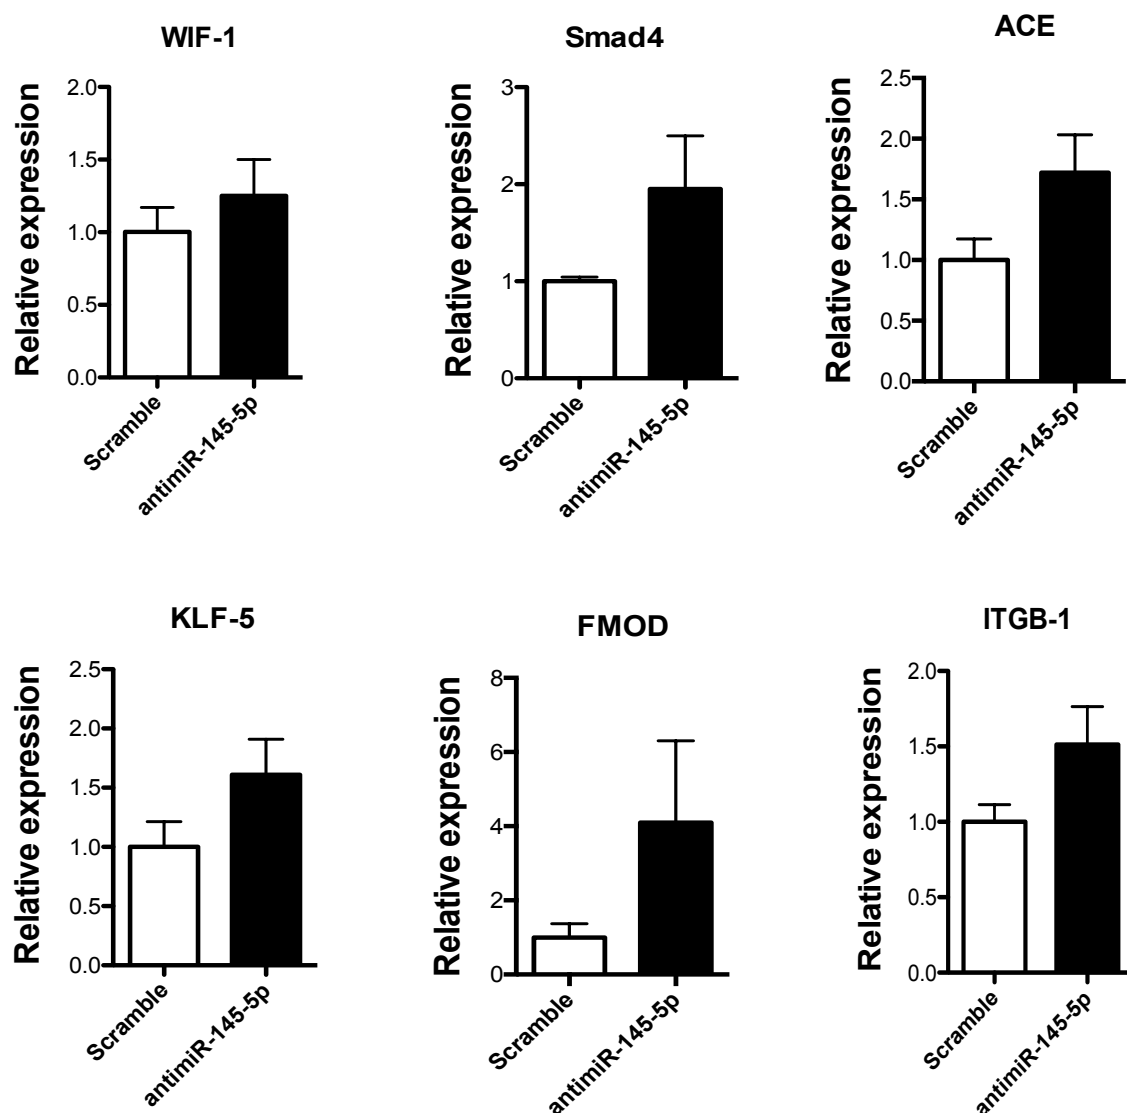 WIF-1
Relative expression
2.0
1.5
1.0
0.5
0.0
Scramble
antimiR-145-5p
Smad4
Relative expression
3
2
1
0
Scramble
antimiR-145-5p
ACE
Relative expression
2.5
2.0
1.5
1.0
0.5
0.0
Scramble
antimiR-145-5p
KLF-5
Relative expression
2.5
2.0
1.5
1.0
0.5
0.0
Scramble
antimiR-145-5p
FMOD
Relative expression
8
6
4
2
0
Scramble
antimiR-145-5p
ITGB-1
Relative expression
2.0
1.5
1.0
0.5
0.0
Scramble
antimiR-145-5p